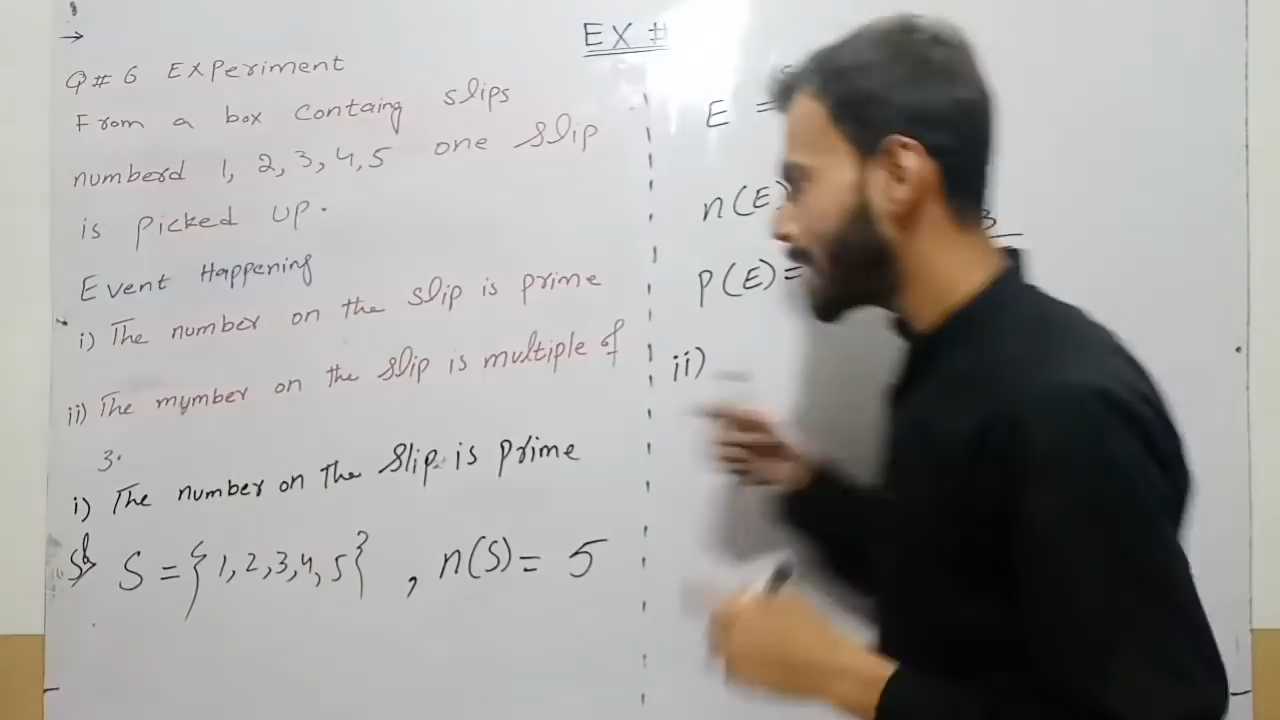 EX #
→
Q# 6 Experiment
From a box Containg slips
numberd 1, 2, 3, 4, 5 one slip
is picked up.
Event Happening
i) The number on the slip is prime
ii) The mymber on the slip is multiple of
3.
i) The number on The Slip is prime
Sol S = {1, 2, 3, 4, 5} , n(S) = 5
E =
n(E)
3
P(E) =
ii)